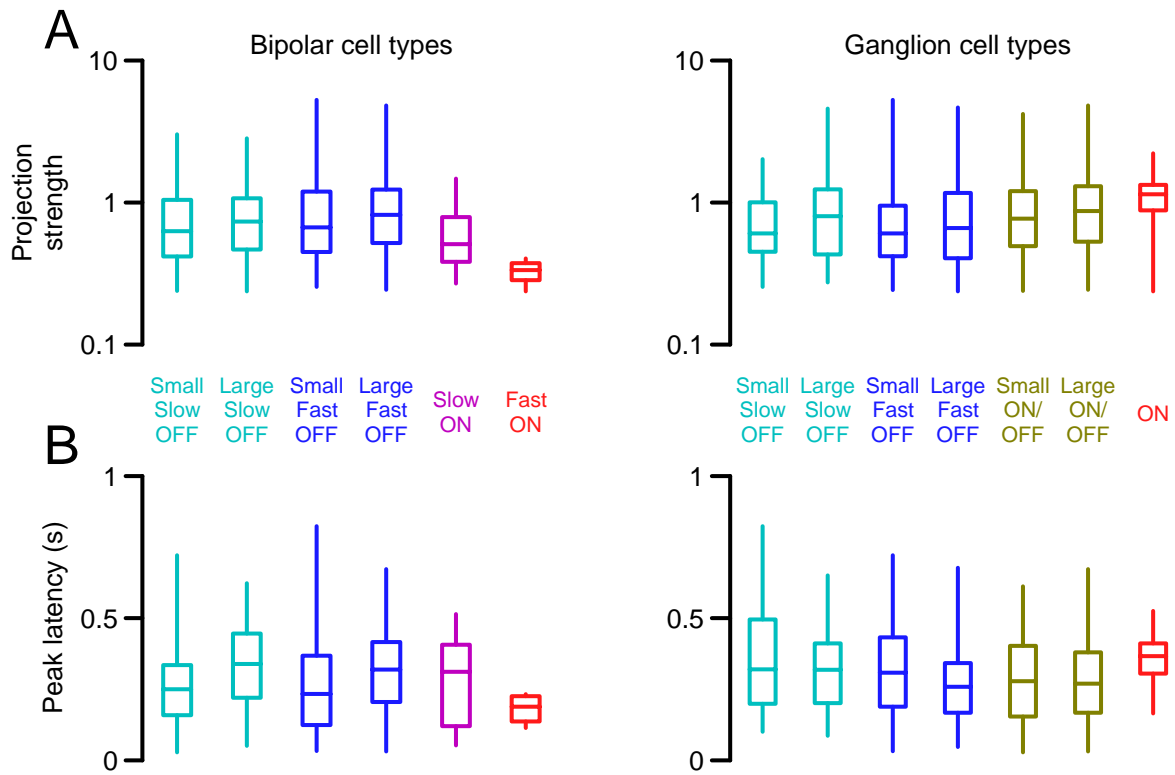 A
Bipolar cell types
Ganglion cell types
Projection
strength
10
1
0.1
10
1
0.1
Small
Slow
OFF
Large
Slow
OFF
Small
Fast
OFF
Large
Fast
OFF
Slow
ON
Fast
ON
Small
Slow
OFF
Large
Slow
OFF
Small
Fast
OFF
Large
Fast
OFF
Small
ON/
OFF
Large
ON/
OFF
ON
B
Peak latency (s)
1
0.5
0
1
0.5
0